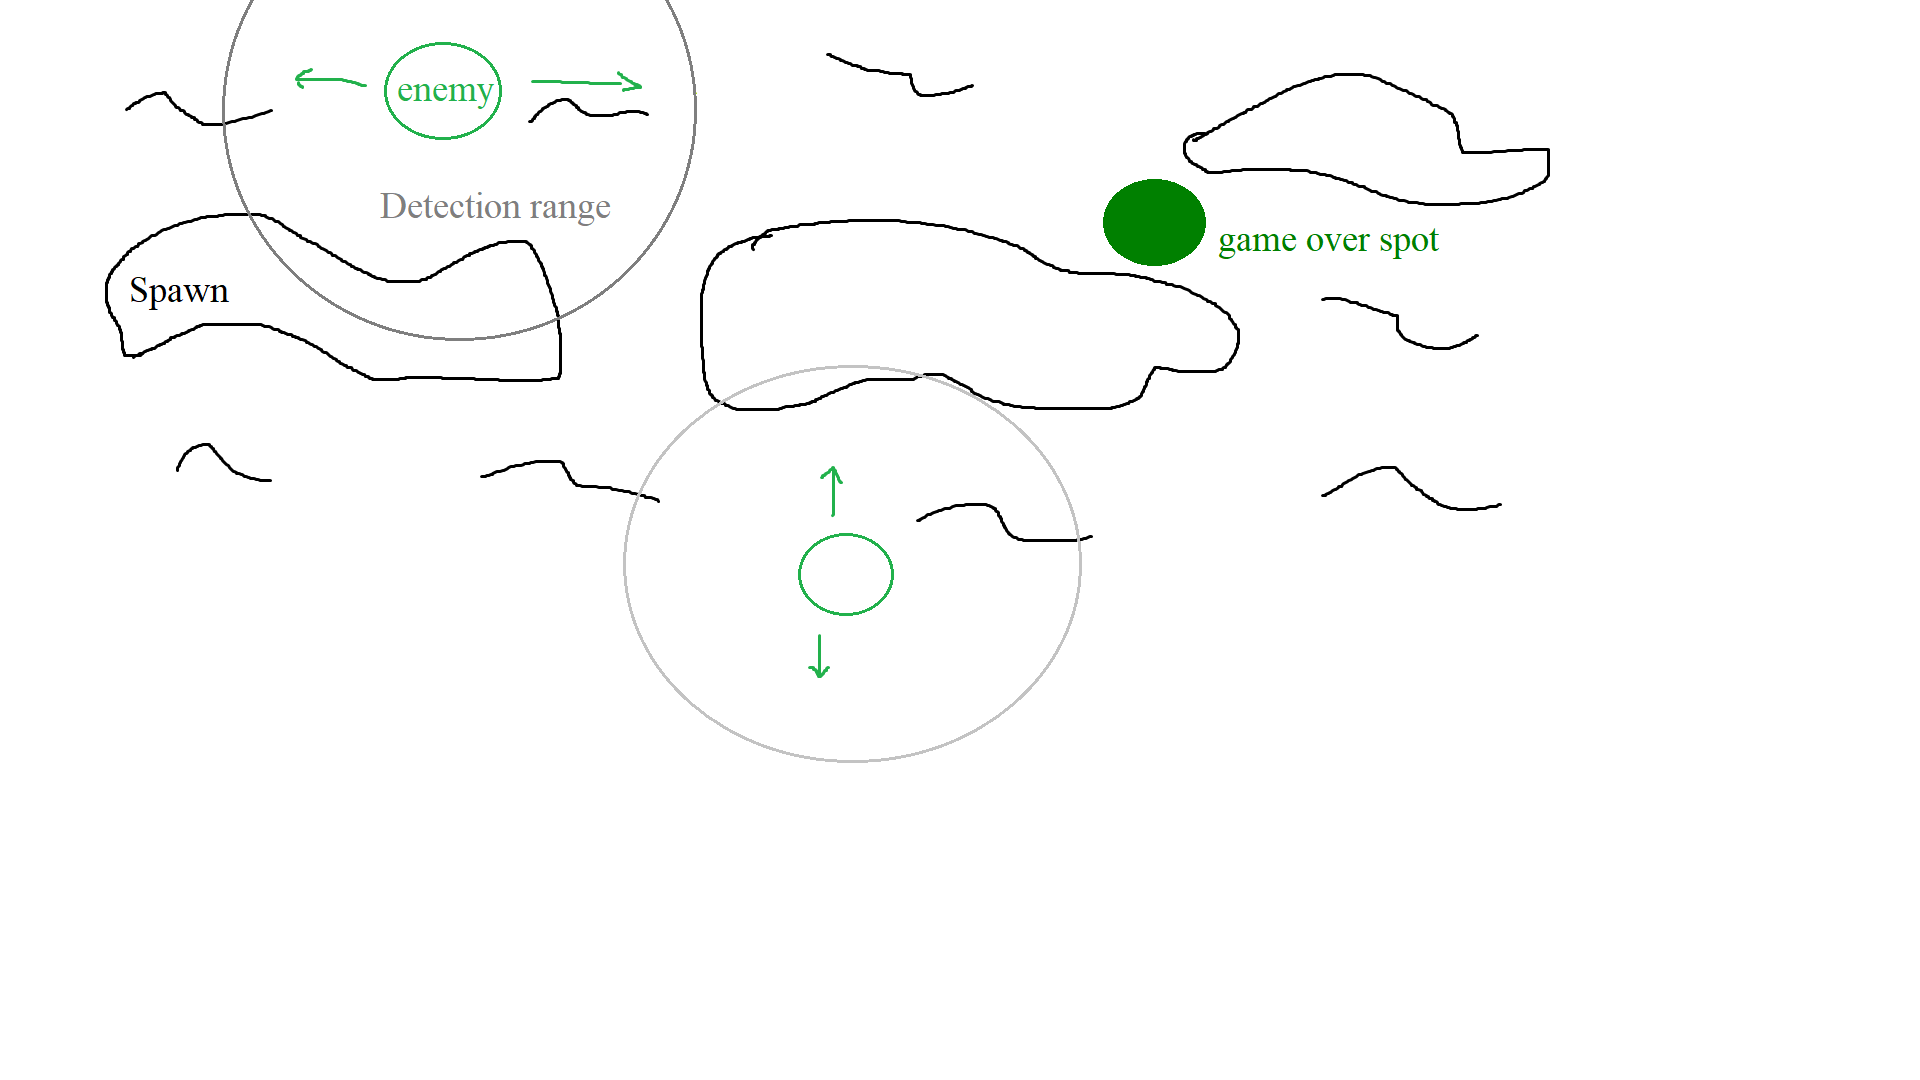 enemy
Detection range
game over spot
Spawn